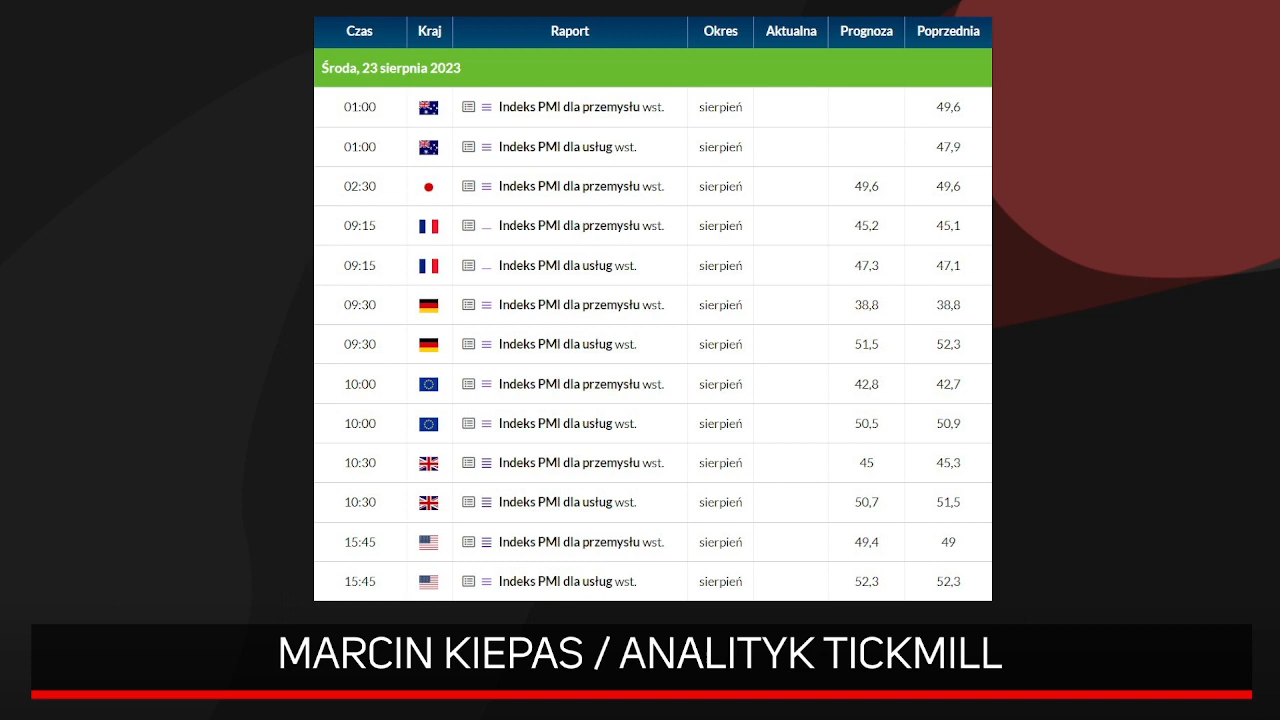 Czas Kraj Raport Okres Aktualna Prognoza Poprzednia
Środa, 23 sierpnia 2023
01:00 Indeks PMI dla przemysłu wst. sierpień 49,6
01:00 Indeks PMI dla usług wst. sierpień 47,9
02:30 Indeks PMI dla przemysłu wst. sierpień 49,6 49,6
09:15 Indeks PMI dla przemysłu wst. sierpień 45,2 45,1
09:15 Indeks PMI dla usług wst. sierpień 47,3 47,1
09:30 Indeks PMI dla przemysłu wst. sierpień 38,8 38,8
09:30 Indeks PMI dla usług wst. sierpień 51,5 52,3
10:00 Indeks PMI dla przemysłu wst. sierpień 42,8 42,7
10:00 Indeks PMI dla usług wst. sierpień 50,5 50,9
10:30 Indeks PMI dla przemysłu wst. sierpień 45 45,3
10:30 Indeks PMI dla usług wst. sierpień 50,7 51,5
15:45 Indeks PMI dla przemysłu wst. sierpień 49,4 49
15:45 Indeks PMI dla usług wst. sierpień 52,3 52,3
MARCIN KIEPAS / ANALITYK TICKMILL